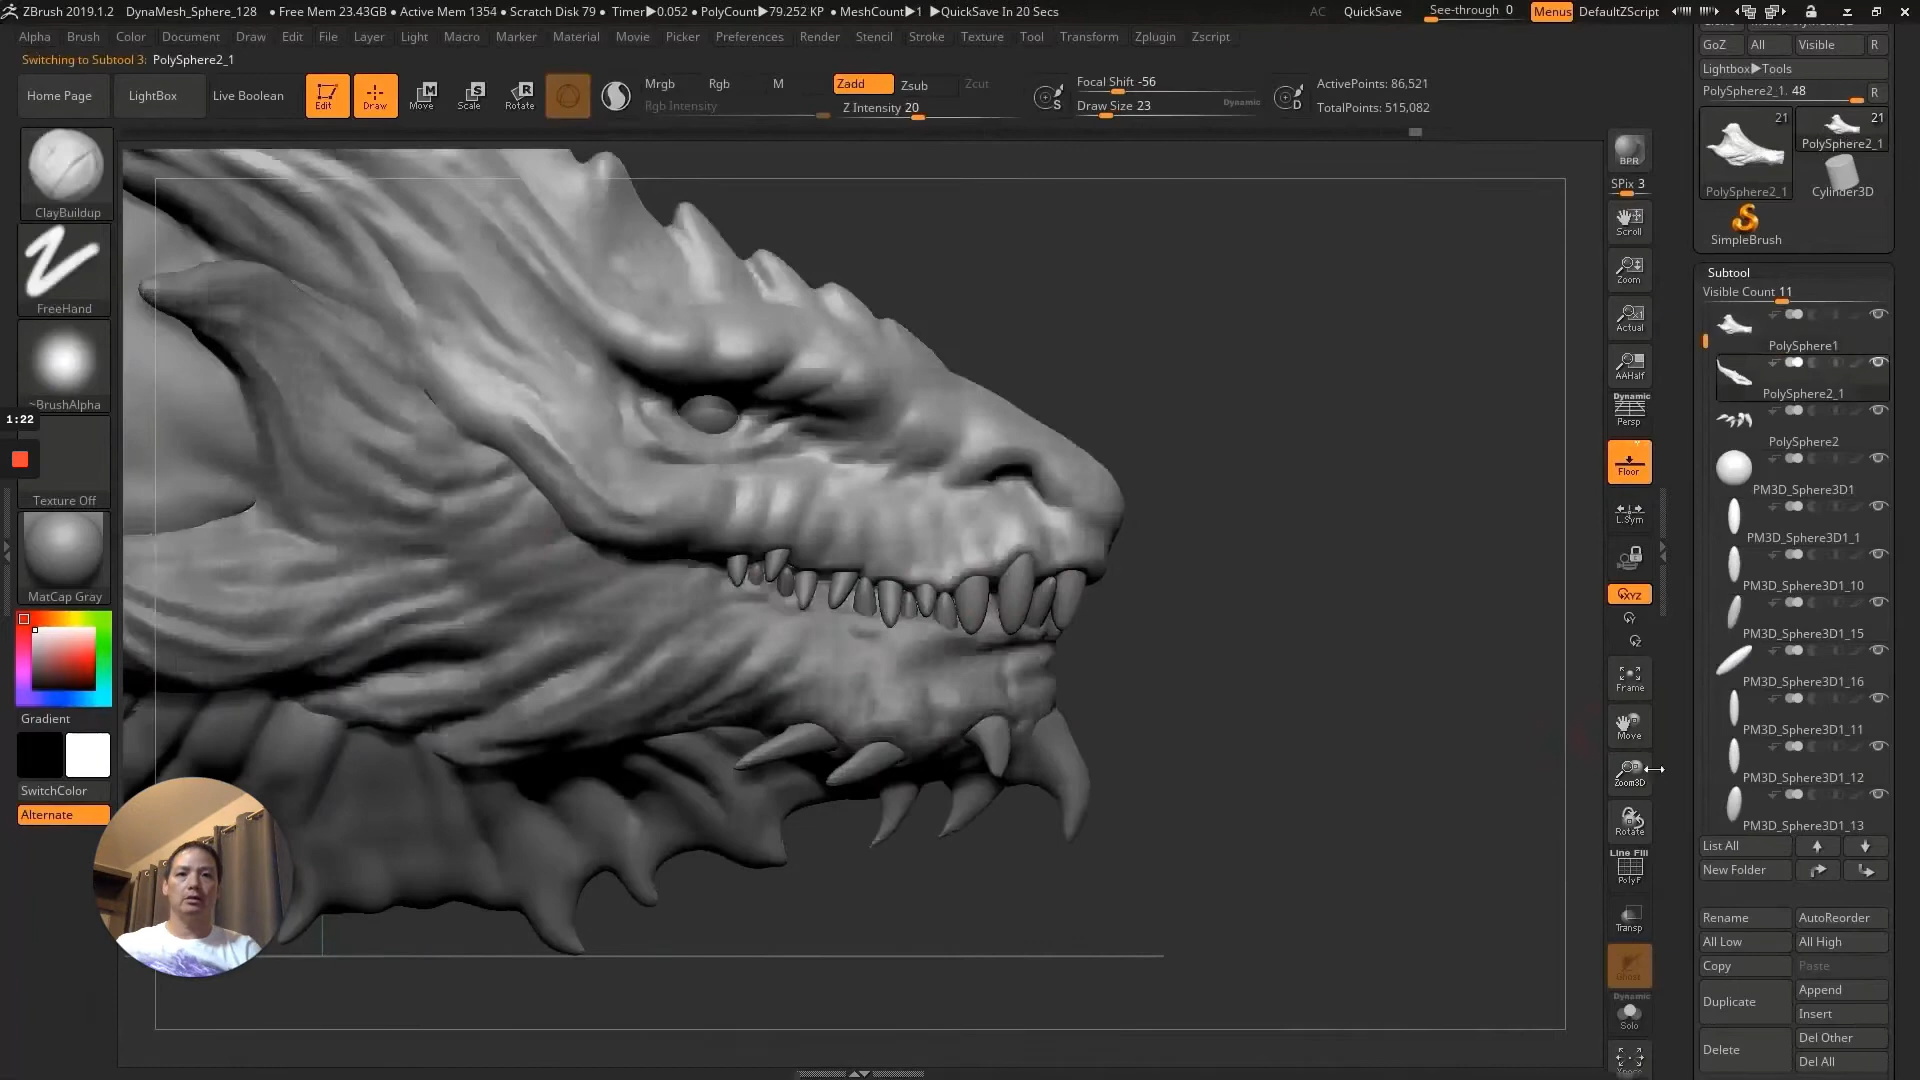 ZBrush 2019.1.2 DynaMesh_Sphere_128 • Free Mem 23.43GB • Active Mem 1354 • Scratch Disk 79 • Timer▶0.052 • PolyCount▶79.252 KP • MeshCount▶1 ▶QuickSave In 20 Secs AC QuickSave See-through 0 Menus DefaultZScript
Alpha Brush Color Document Draw Edit File Layer Light Macro Marker Material Movie Picker Preferences Render Stencil Stroke Texture Tool Transform Zplugin Zscript
Switching to Subtool 3: PolySphere2_1
Home Page LightBox Live Boolean Edit Draw Move Scale Rotate
Mrgb Rgb M
Rgb Intensity
Zadd Zsub Zcut
Z Intensity 20
S
Focal Shift -56
Draw Size 23 Dynamic
D
ActivePoints: 86,521
TotalPoints: 515,082
ClayBuildup
FreeHand
~BrushAlpha
1:22
Texture Off
MatCap Gray
Gradient
SwitchColor
Alternate
BPR
SPix 3
Scroll
Zoom
Actual
AAHalf
Dynamic
Persp
Floor
L.Sym
XYZ
Frame
Move
Zoom3D
Rotate
Line Fill
PolyF
Transp
Ghost
Dynamic
Solo
Xpose
GoZ All Visible R
Lightbox▶Tools
PolySphere2_1. 48 R
21
PolySphere2_1
21
PolySphere2_1
Cylinder3D
SimpleBrush
Subtool
Visible Count 11
PolySphere1
PolySphere2_1
PolySphere2
PM3D_Sphere3D1
PM3D_Sphere3D1_1
PM3D_Sphere3D1_10
PM3D_Sphere3D1_15
PM3D_Sphere3D1_16
PM3D_Sphere3D1_11
PM3D_Sphere3D1_12
PM3D_Sphere3D1_13
List All
New Folder
Rename AutoReorder
All Low All High
Copy Paste
Duplicate Append
Insert
Delete Del Other
Del All